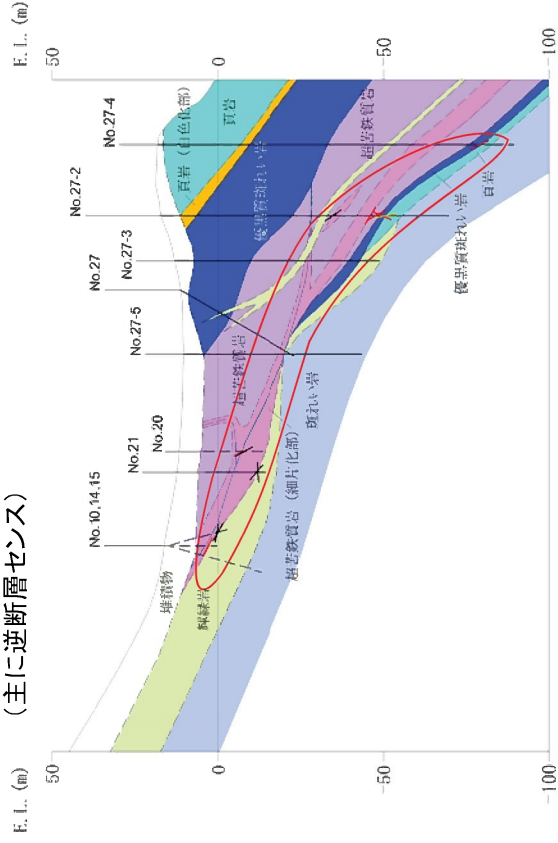 (主に逆断層センス)
E. L. (m)
50
0
-50
-100
E. L. (m)
50
0
-50
-100
No.10,14,15
No.21
No.20
No.27-5
No.27
No.27-3
No.27-2
No.27-4
堆積物
輝緑岩
超苦鉄質岩(細片化部)
斑れい岩
超苦鉄質岩
優黒質斑れい岩
頁岩(白色化部)
頁岩
超苦鉄質岩
優黒質斑れい岩
頁岩